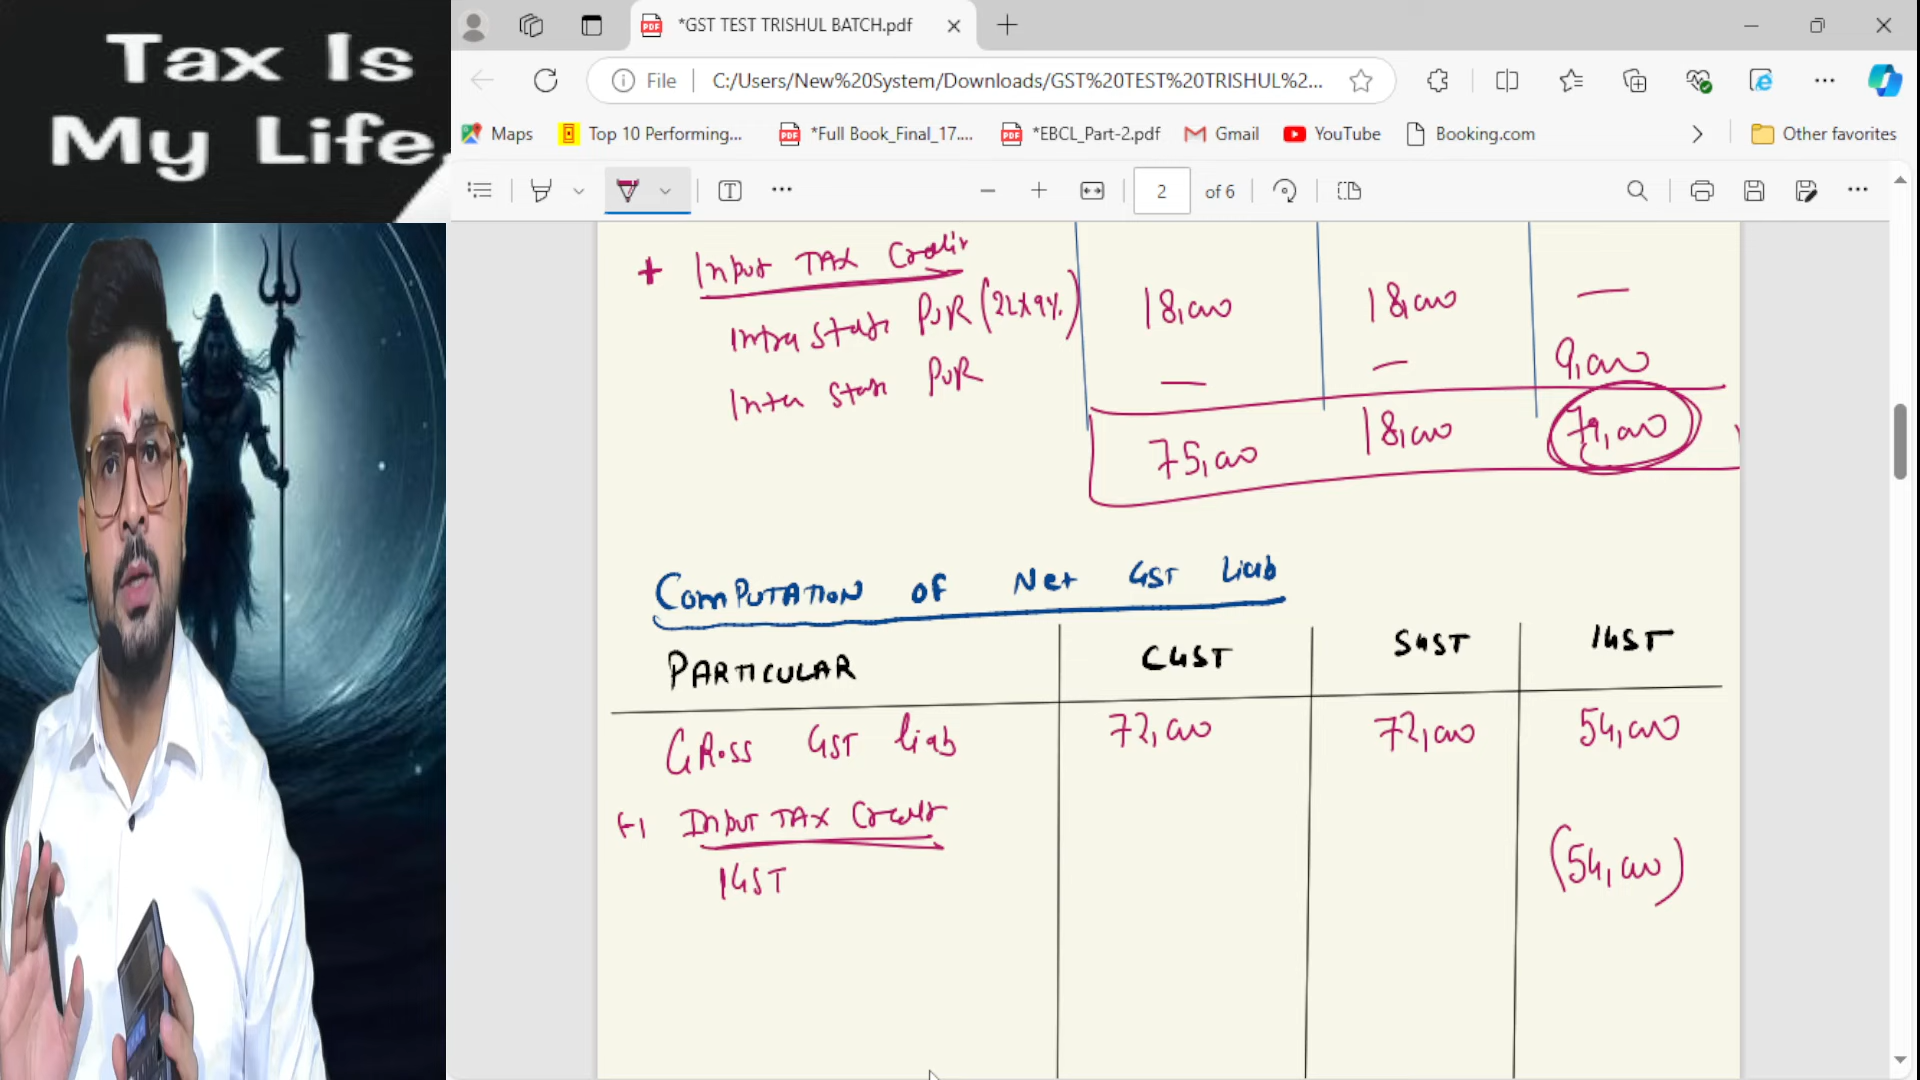 Tax Is
My Life.
*GST TEST TRISHUL BATCH.pdf
File
C:/Users/New%20System/Downloads/GST%20TEST%20TRISHUL%2...
Maps
Top 10 Performing...
*Full Book_Final_17....
*EBCL_Part-2.pdf
Gmail
YouTube
Booking.com
Other favorites
2 of 6
+ Input TAX Credit
Intra State PUR (2L×9%) 18,000 18,000 —
Inter State PUR — — 9,000
75,000 18,000 79,000
COMPUTATION OF Net GST Liab
PARTICULAR CGST SGST IGST
GROSS GST liab 72,000 72,000 54,000
(-) Input TAX Credit
IGST (54,000)